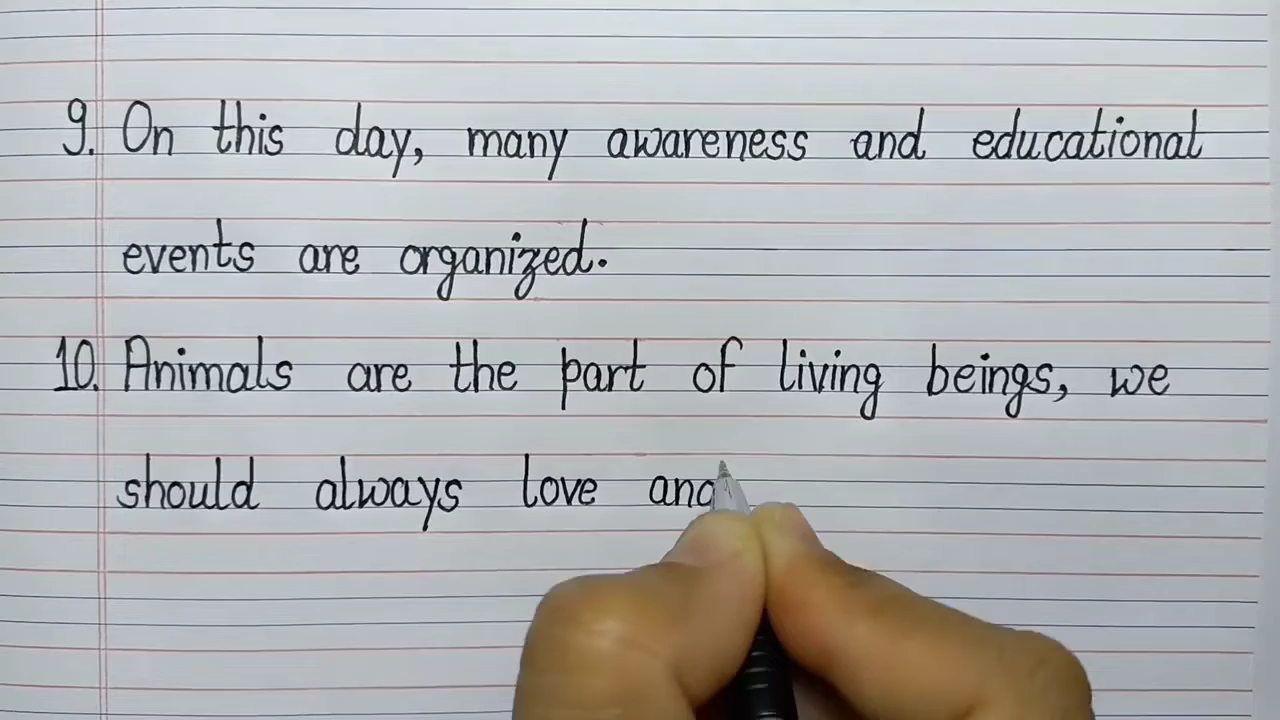 9. On this day, many awareness and educational
events are organized.
10. Animals are the part of living beings, we
should always love and